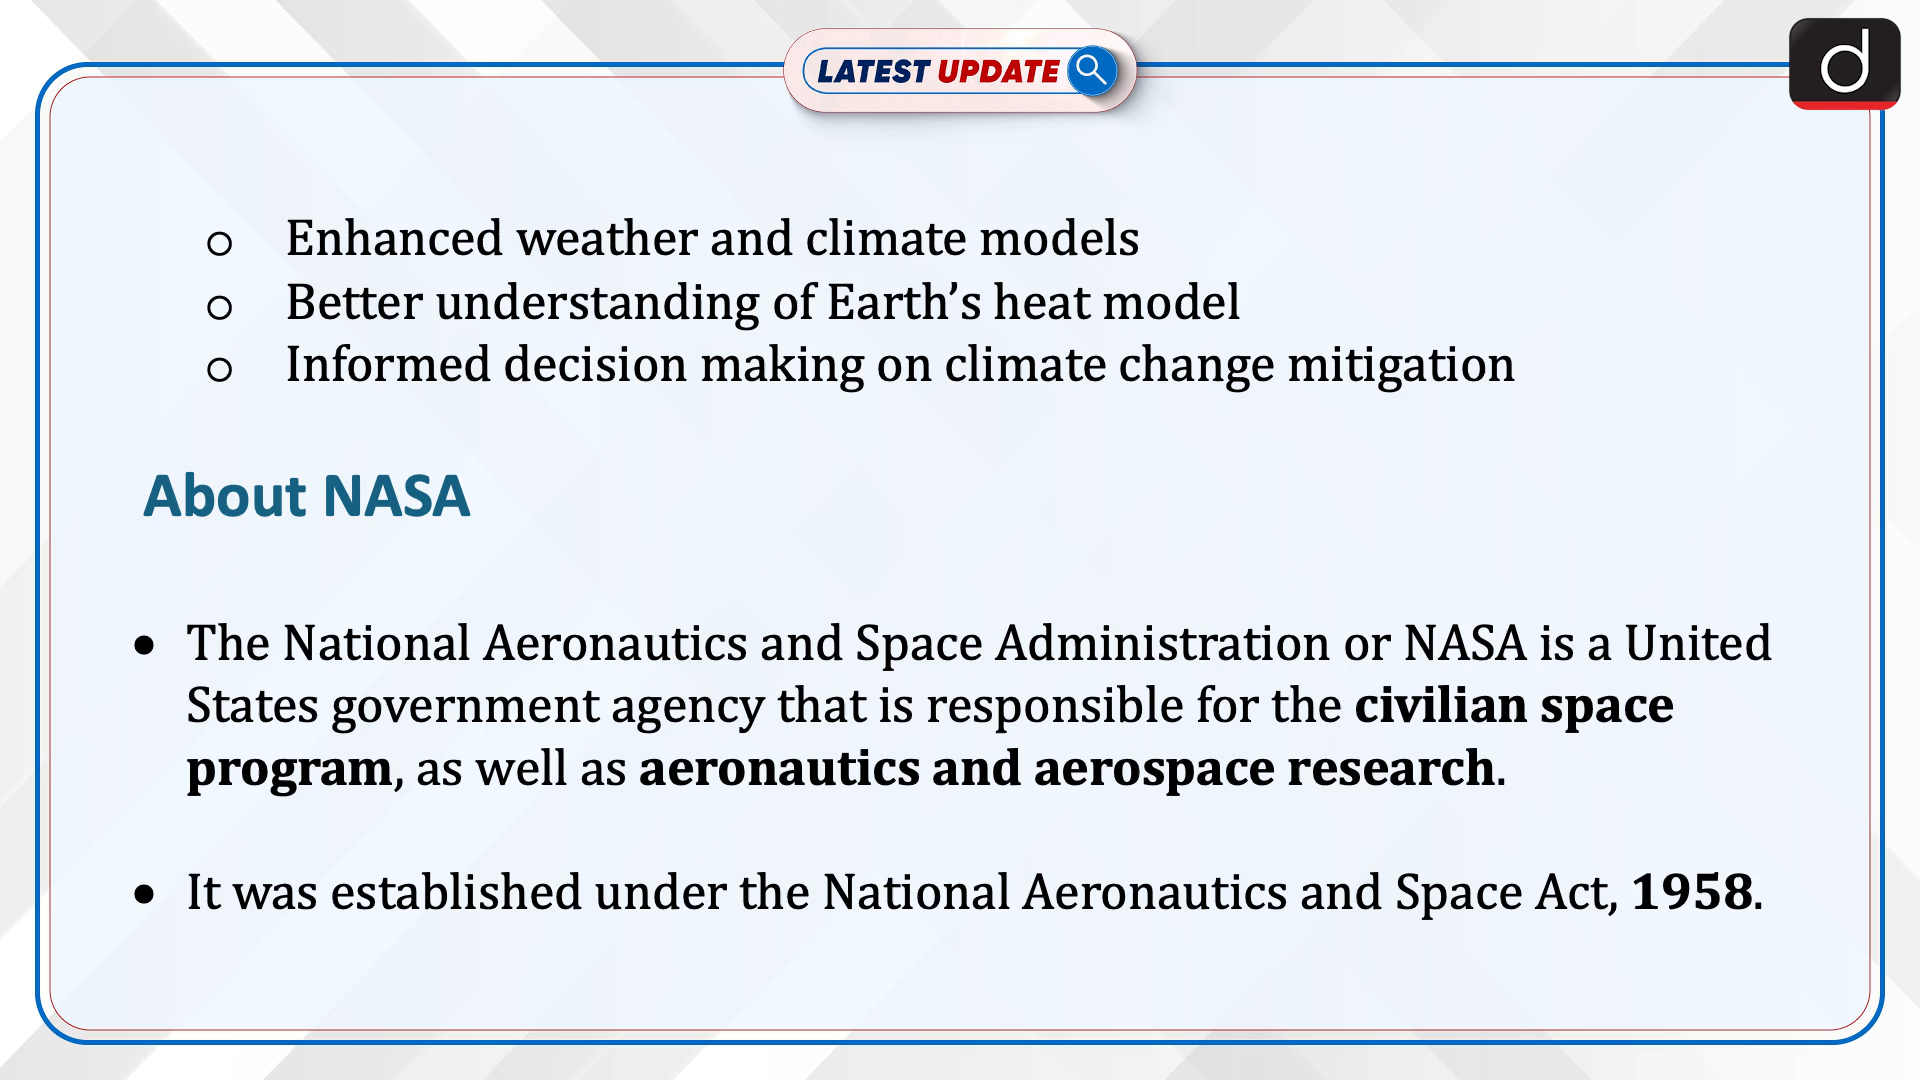 LATEST UPDATE
d
○ Enhanced weather and climate models
○ Better understanding of Earth’s heat model
○ Informed decision making on climate change mitigation
About NASA
• The National Aeronautics and Space Administration or NASA is a United
States government agency that is responsible for the civilian space
program, as well as aeronautics and aerospace research.
• It was established under the National Aeronautics and Space Act, 1958.